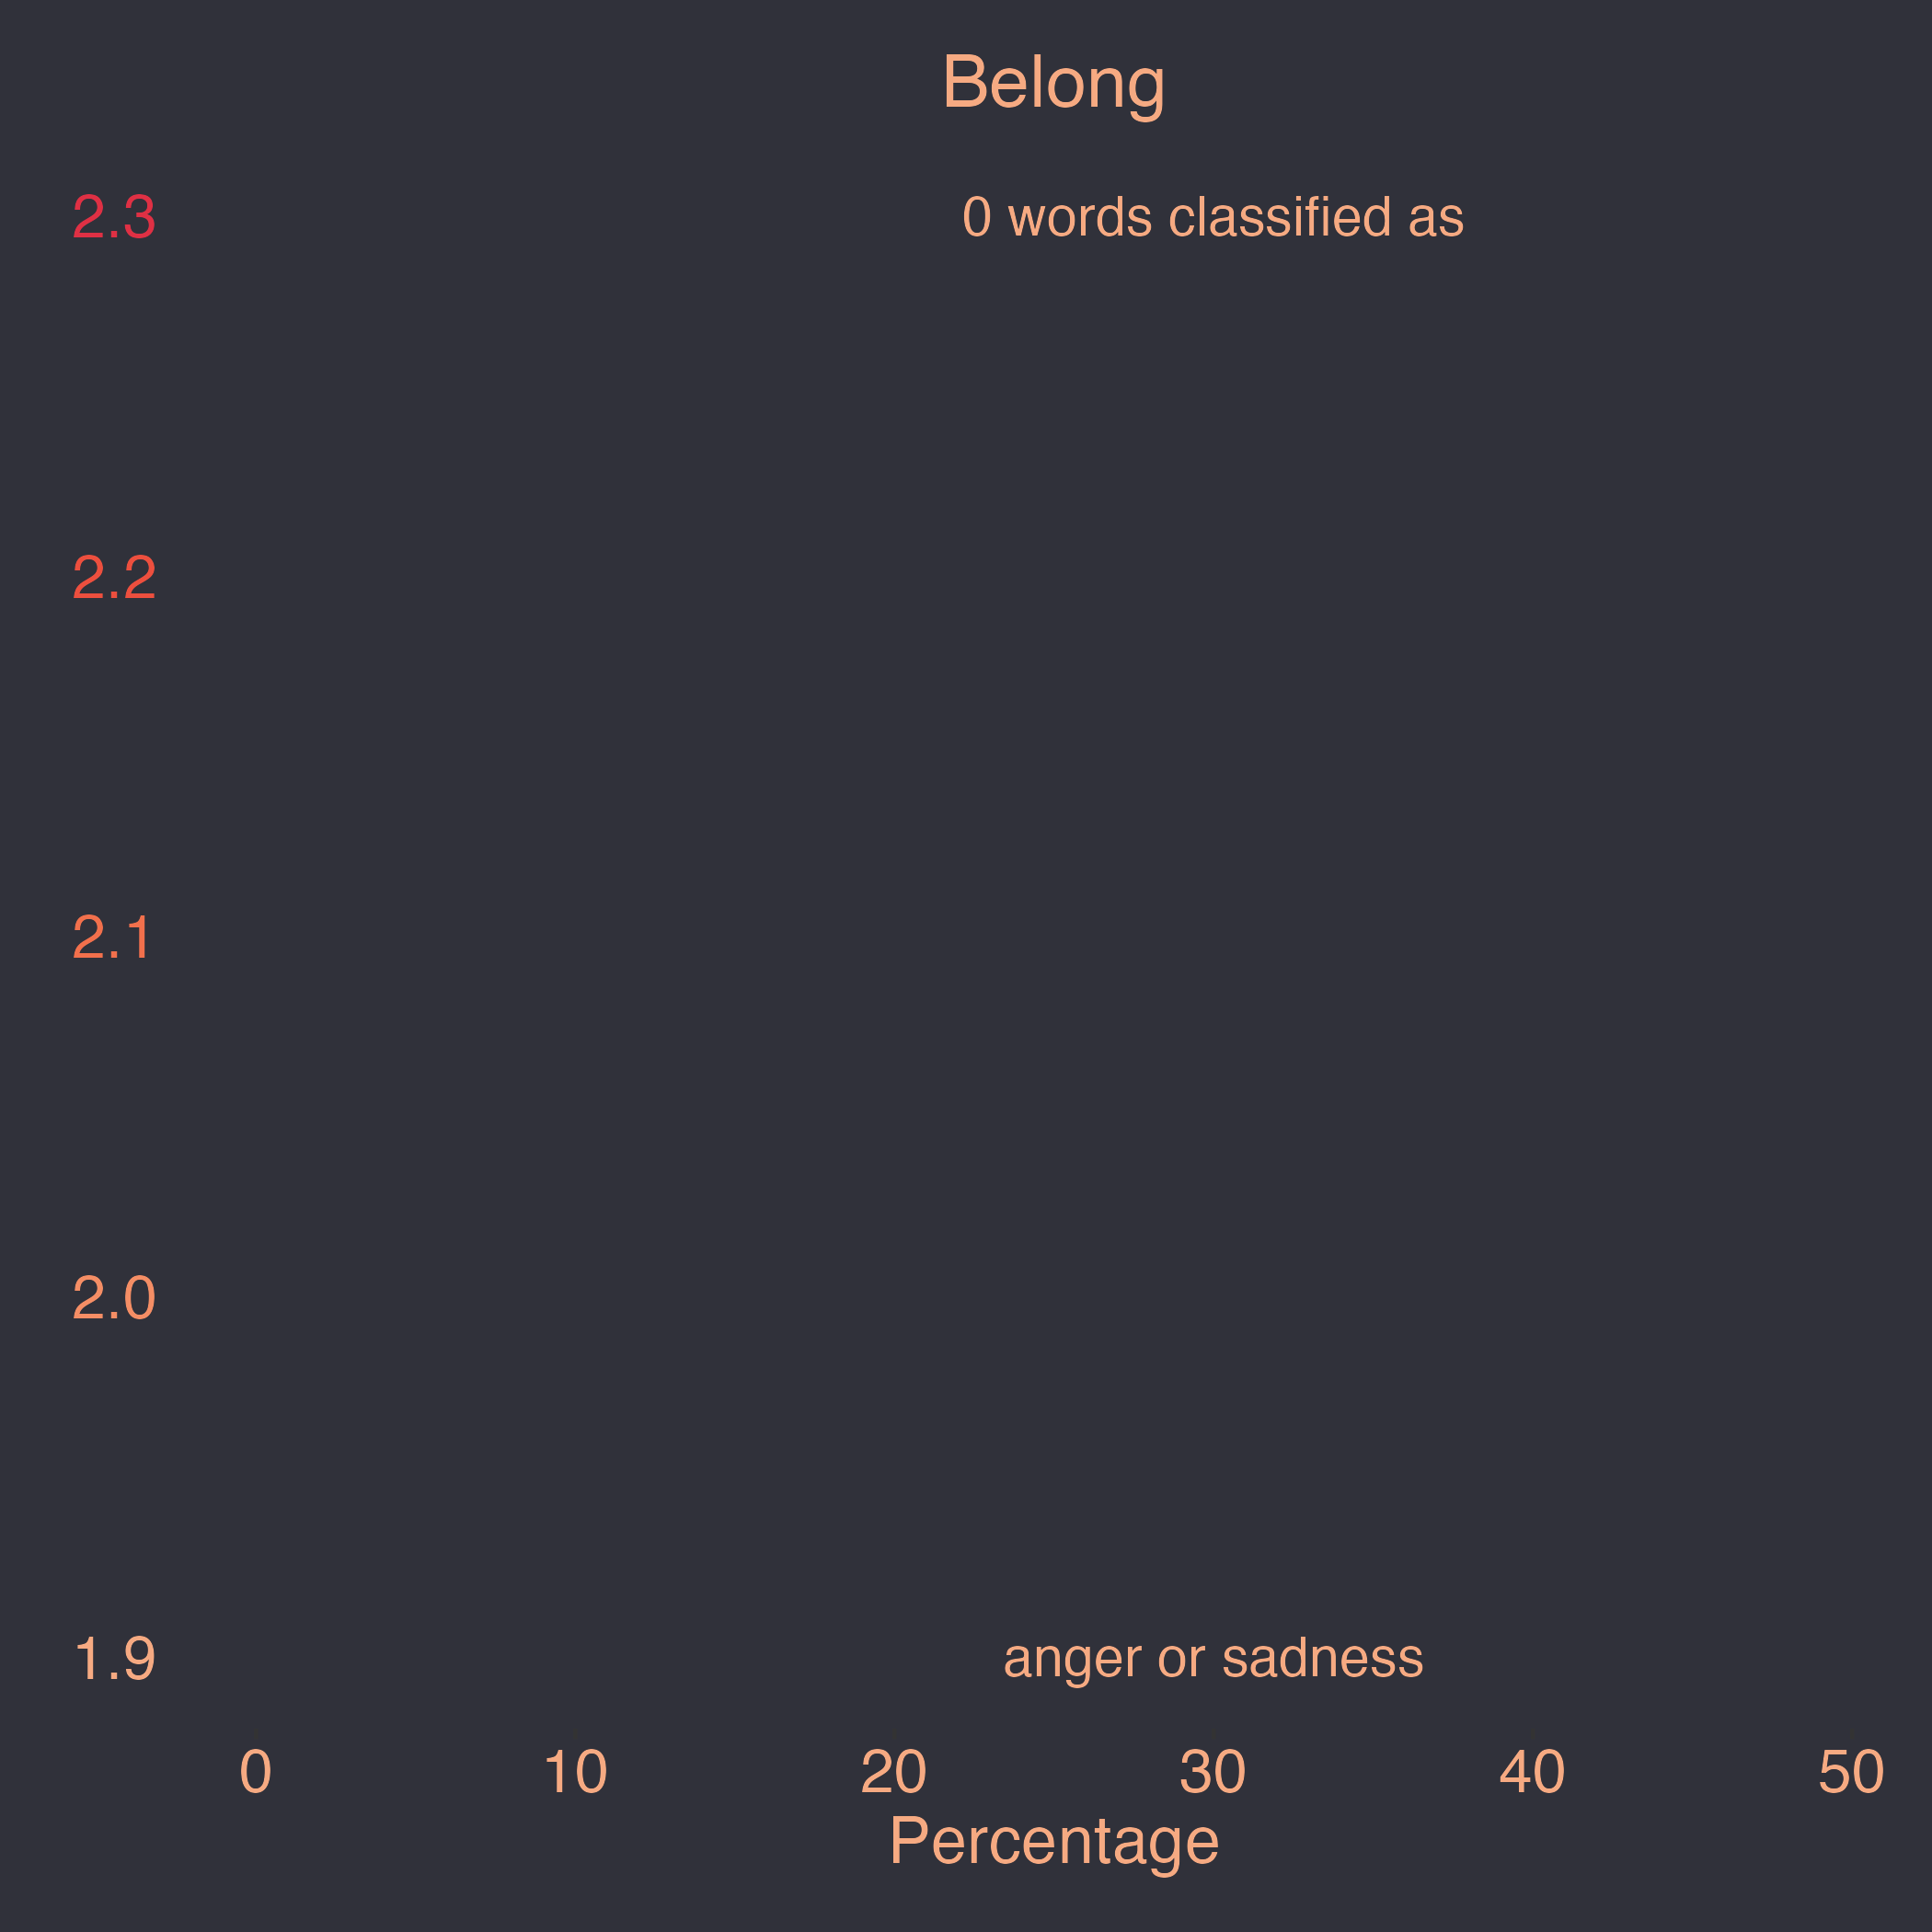 Belong
2.3
0 words classified as
2.2
2.1
2.0
1.9
anger or sadness
0 10 20 30 40 50
Percentage